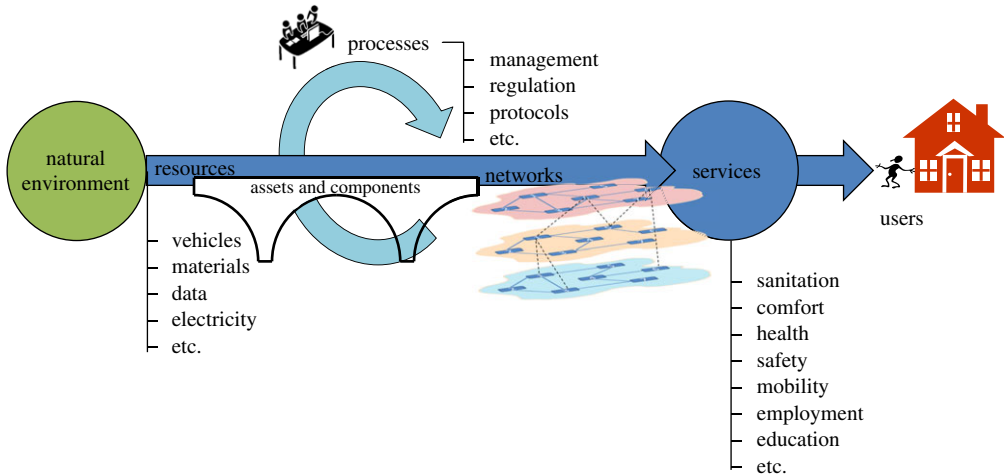 processes
management
regulation
protocols
etc.
natural
environment
resources
assets and components
networks
services
users
vehicles
materials
data
electricity
etc.
sanitation
comfort
health
safety
mobility
employment
education
etc.